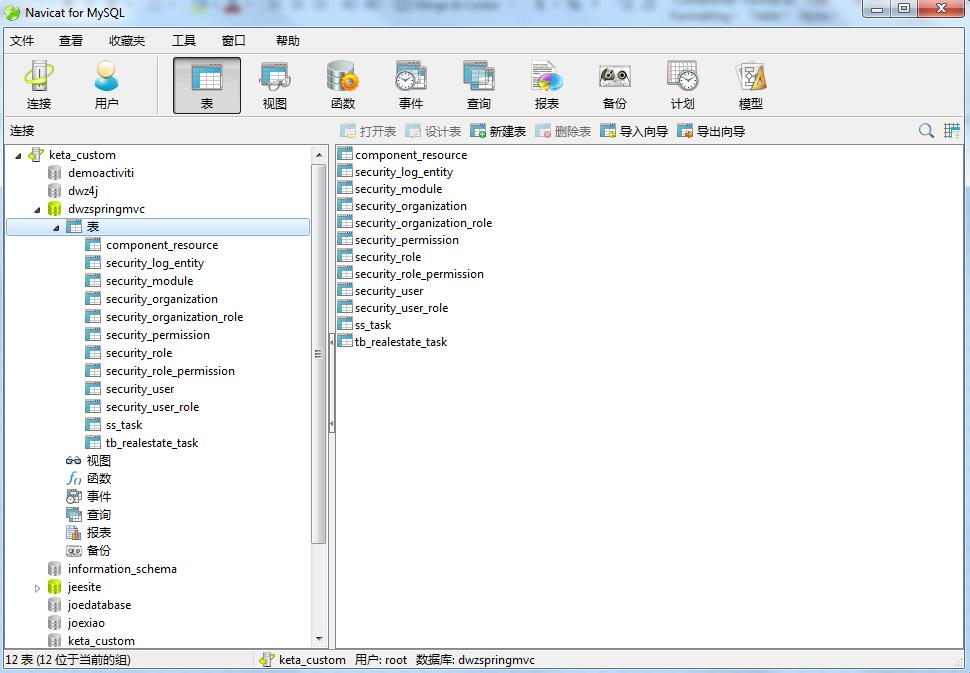 Navicat for MySQL
文件 查看 收藏夹 工具 窗口 帮助
连接 用户 表 视图 函数 事件 查询 报表 备份 计划 模型
连接
打开表 设计表 新建表 删除表 导入向导 导出向导
keta_custom
demoactiviti
dwz4j
dwzspringmvc
表
component_resource
security_log_entity
security_module
security_organization
security_organization_role
security_permission
security_role
security_role_permission
security_user
security_user_role
ss_task
tb_realestate_task
视图
函数
事件
查询
报表
备份
information_schema
jeesite
joedatabase
joexiao
keta_custom
component_resource
security_log_entity
security_module
security_organization
security_organization_role
security_permission
security_role
security_role_permission
security_user
security_user_role
ss_task
tb_realestate_task
12 表 (12 位于当前的组) keta_custom 用户: root 数据库: dwzspringmvc